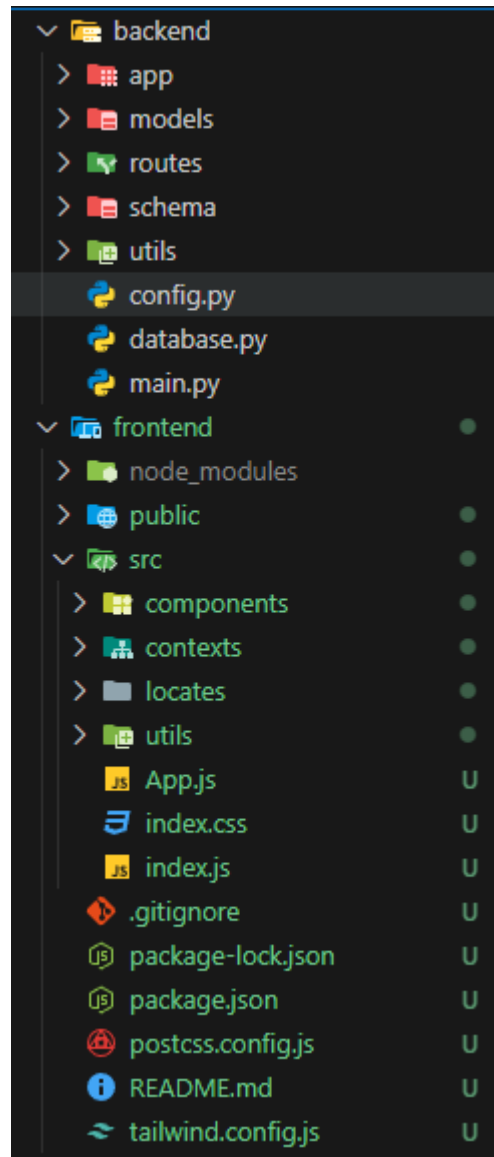 backend
app
models
routes
schema
utils
config.py
database.py
main.py
frontend
node_modules
public
src
components
contexts
locates
utils
JS App.js U
index.css U
JS index.js U
.gitignore U
package-lock.json U
package.json U
postcss.config.js U
README.md U
tailwind.config.js U